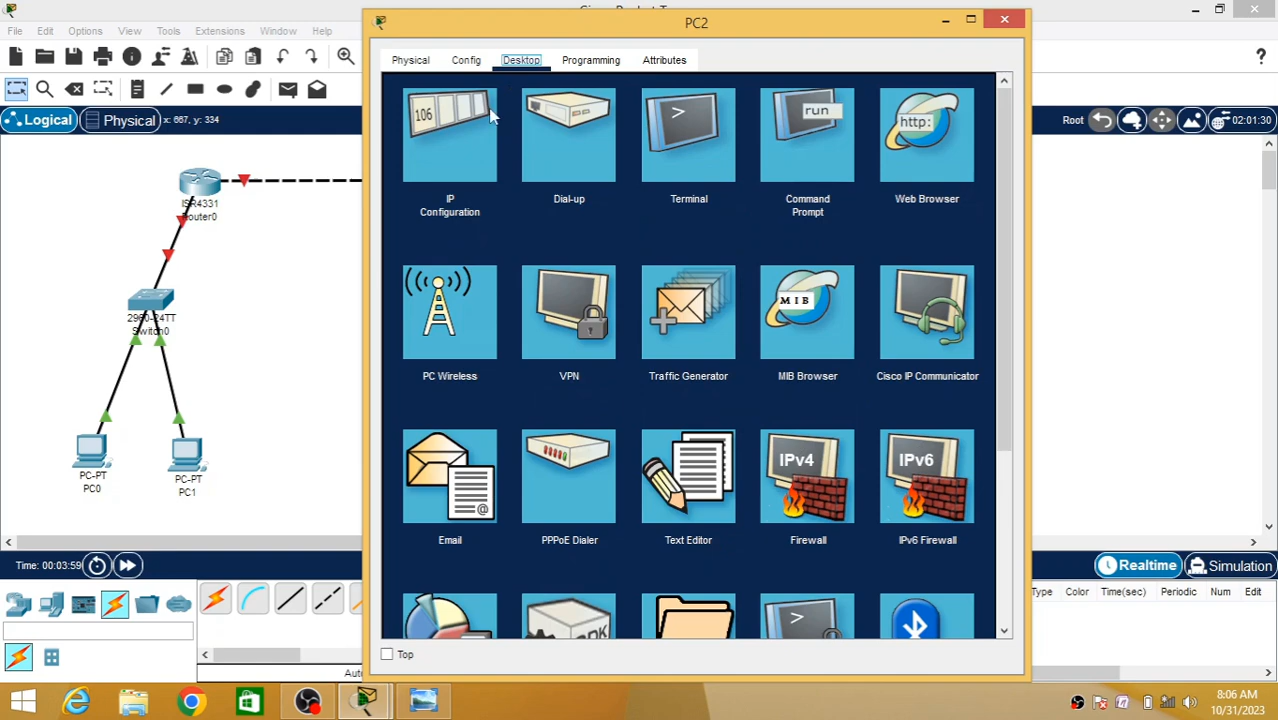 PC2
File Edit Options View Tools Extensions Window Help
?
Physical Config Desktop Programming Attributes
Logical Physical x: 667, y: 334
Root 02:01:30
106
>
run
http:
IP
Configuration
Dial-up
Terminal
Command
Prompt
Web Browser
ISR4331
Router0
MIB
2960-24TT
Switch0
PC Wireless
VPN
Traffic Generator
MIB Browser
Cisco IP Communicator
@
IPv4
IPv6
PC-PT
PC0
PC-PT
PC1
Email
PPPoE Dialer
Text Editor
Firewall
IPv6 Firewall
Time: 00:03:59
Realtime Simulation
Type Color Time(sec) Periodic Num Edit
>
Top
8:06 AM
10/31/2023